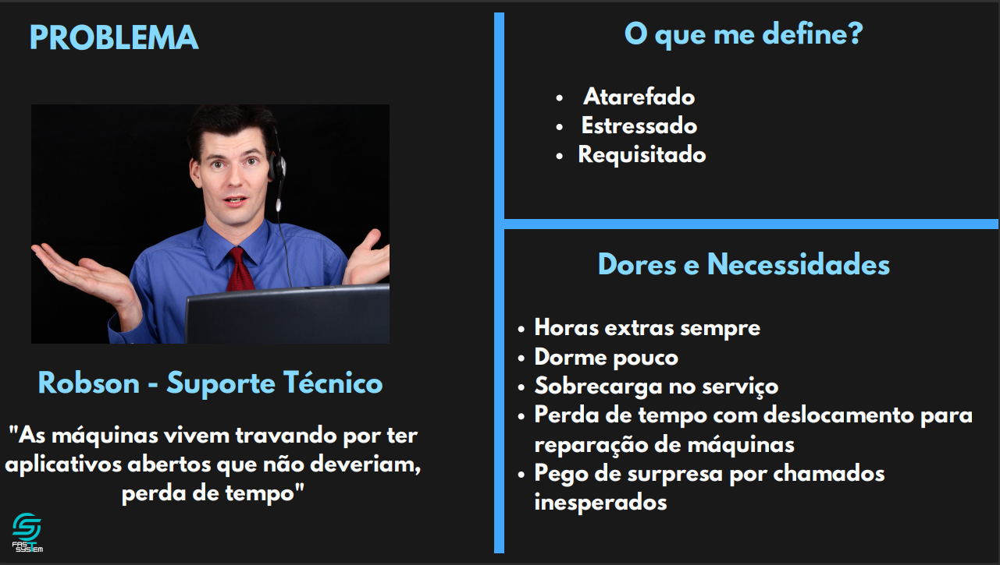 PROBLEMA
Robson - Suporte Técnico
"As máquinas vivem travando por ter
aplicativos abertos que não deveriam,
perda de tempo"
FAST
SYSTEM
O que me define?
• Atarefado
• Estressado
• Requisitado
Dores e Necessidades
• Horas extras sempre
• Dorme pouco
• Sobrecarga no serviço
• Perda de tempo com deslocamento para
reparação de máquinas
• Pego de surpresa por chamados
inesperados